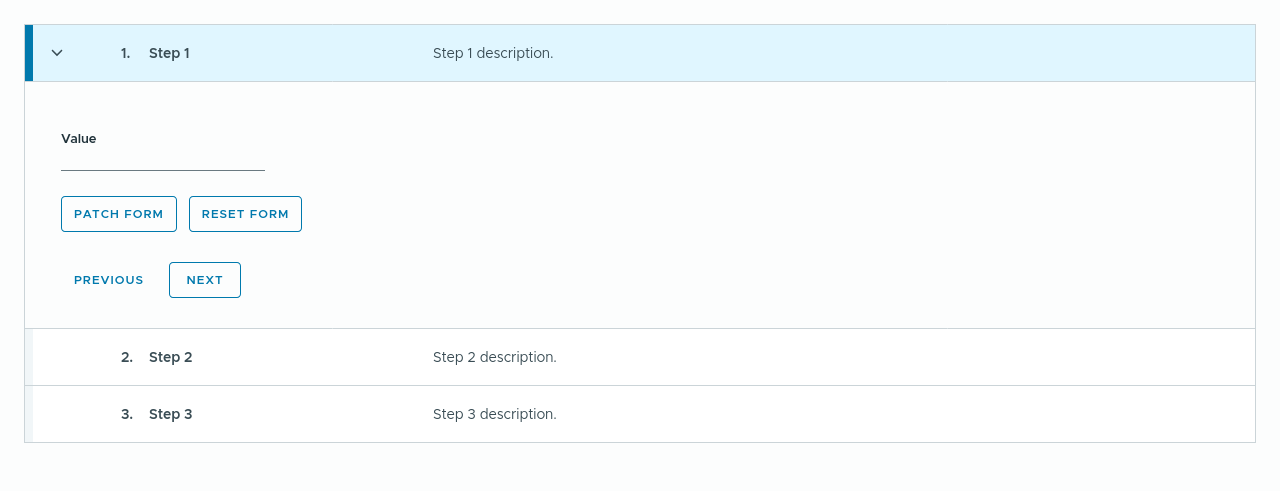 1. Step 1 Step 1 description.
Value
PATCH FORM RESET FORM
PREVIOUS NEXT
2. Step 2 Step 2 description.
3. Step 3 Step 3 description.